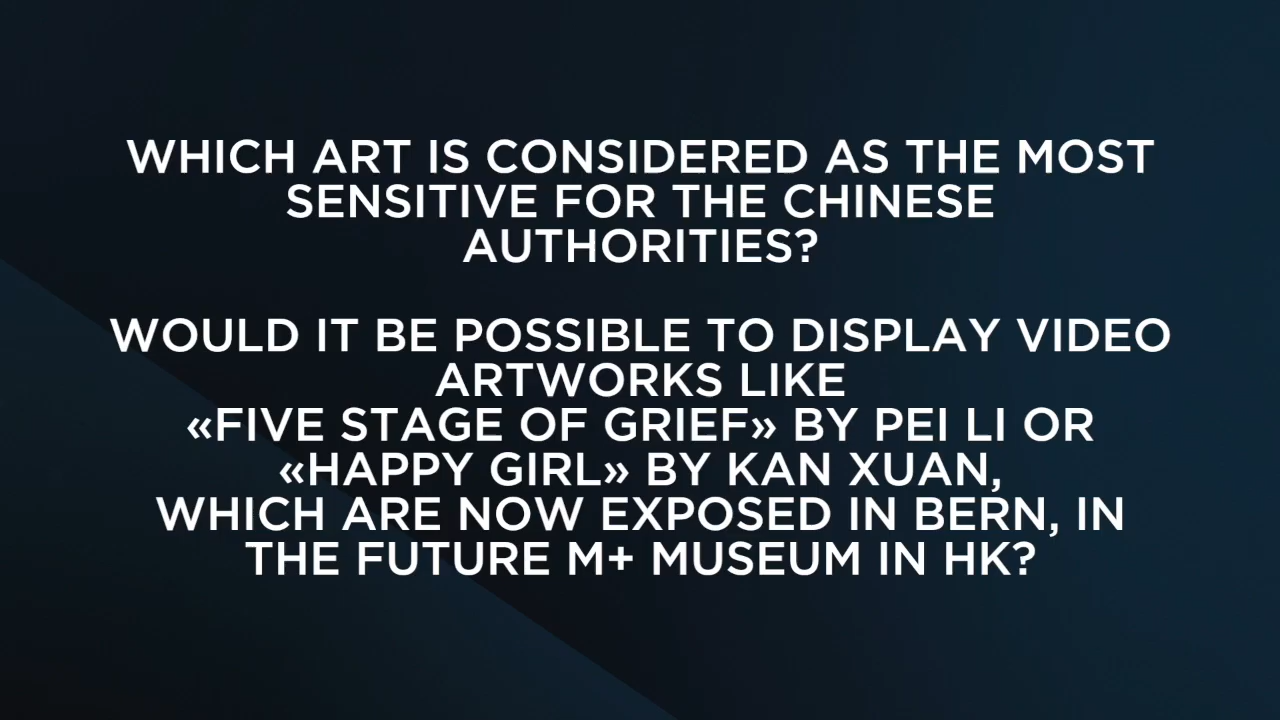 WHICH ART IS CONSIDERED AS THE MOST
SENSITIVE FOR THE CHINESE
AUTHORITIES?
WOULD IT BE POSSIBLE TO DISPLAY VIDEO
ARTWORKS LIKE
«FIVE STAGE OF GRIEF» BY PEI LI OR
«HAPPY GIRL» BY KAN XUAN,
WHICH ARE NOW EXPOSED IN BERN, IN
THE FUTURE M+ MUSEUM IN HK?